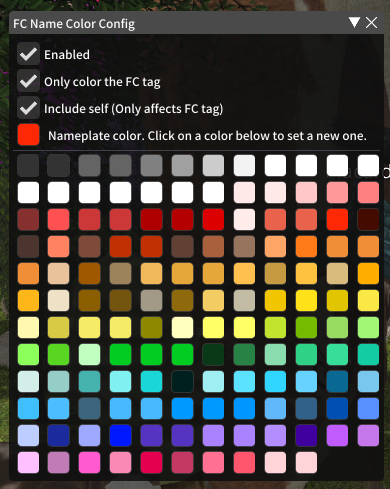 FC Name Color Config
Enabled
Only color the FC tag
Include self (Only affects FC tag)
Nameplate color. Click on a color below to set a new one.